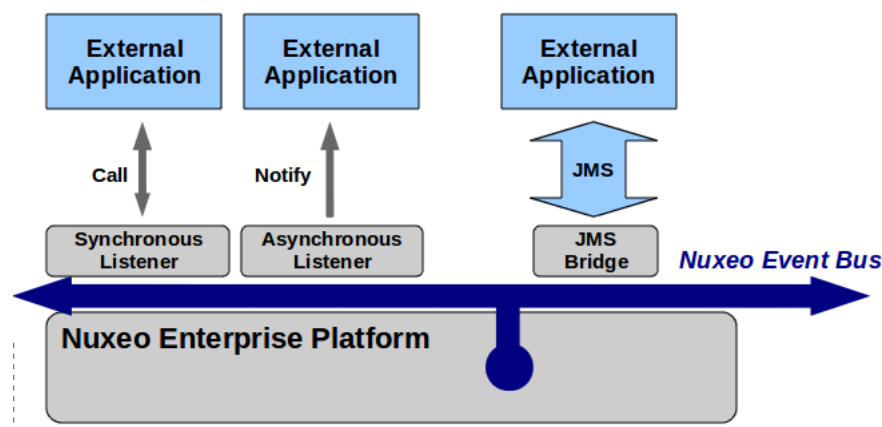 External
Application
External
Application
External
Application
Call
Notify
JMS
Synchronous
Listener
Asynchronous
Listener
JMS
Bridge
Nuxeo Event Bus
Nuxeo Enterprise Platform